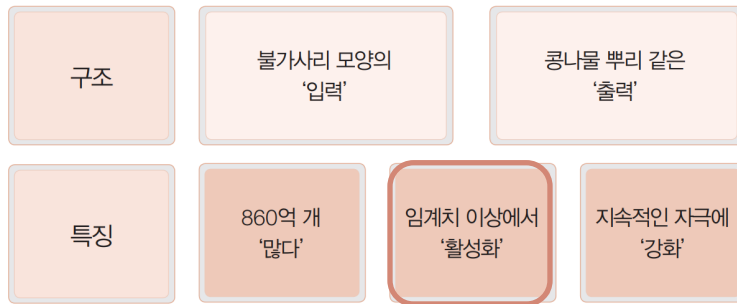 구조
불가사리 모양의
‘입력’
콩나물 뿌리 같은
‘출력’
특징
860억 개
‘많다’
임계치 이상에서
‘활성화’
지속적인 자극에
‘강화’